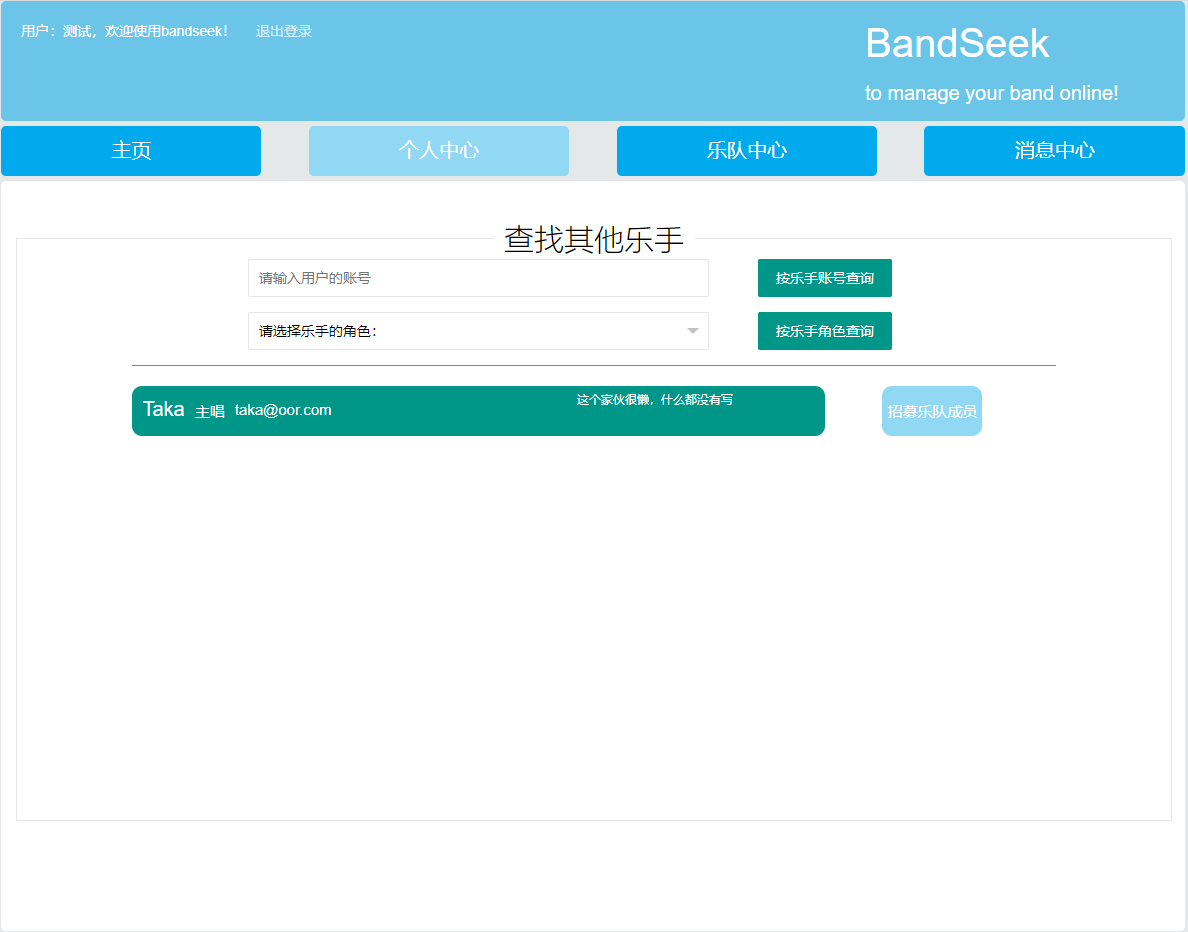 用户：测试，欢迎使用bandseek! 退出登录
BandSeek
to manage your band online!
主页 个人中心 乐队中心 消息中心
查找其他乐手
请输入用户的账号 按乐手账号查询
请选择乐手的角色： 按乐手角色查询
Taka 主唱 taka@oor.com 这个家伙很懒，什么都没有写 招募乐队成员